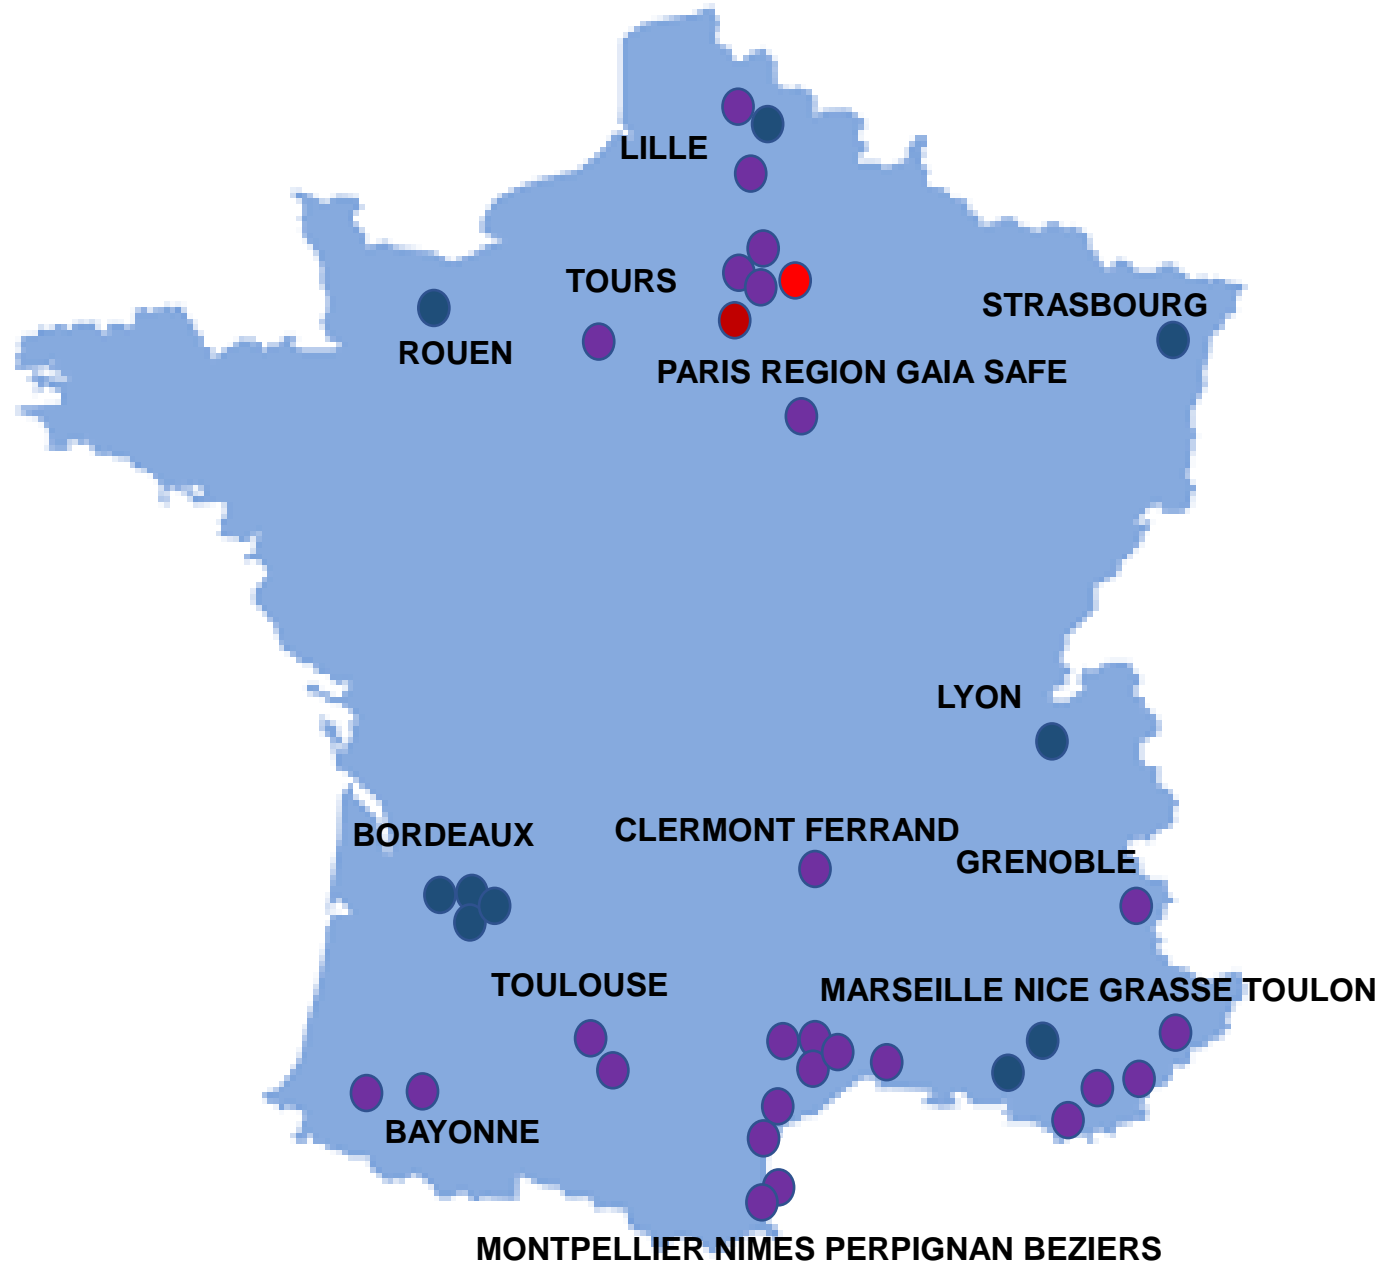 LILLE
TOURS
STRASBOURG
ROUEN
PARIS REGION GAIA SAFE
LYON
CLERMONT FERRAND
BORDEAUX
GRENOBLE
TOULOUSE
MARSEILLE NICE GRASSE TOULON
BAYONNE
MONTPELLIER NIMES PERPIGNAN BEZIERS